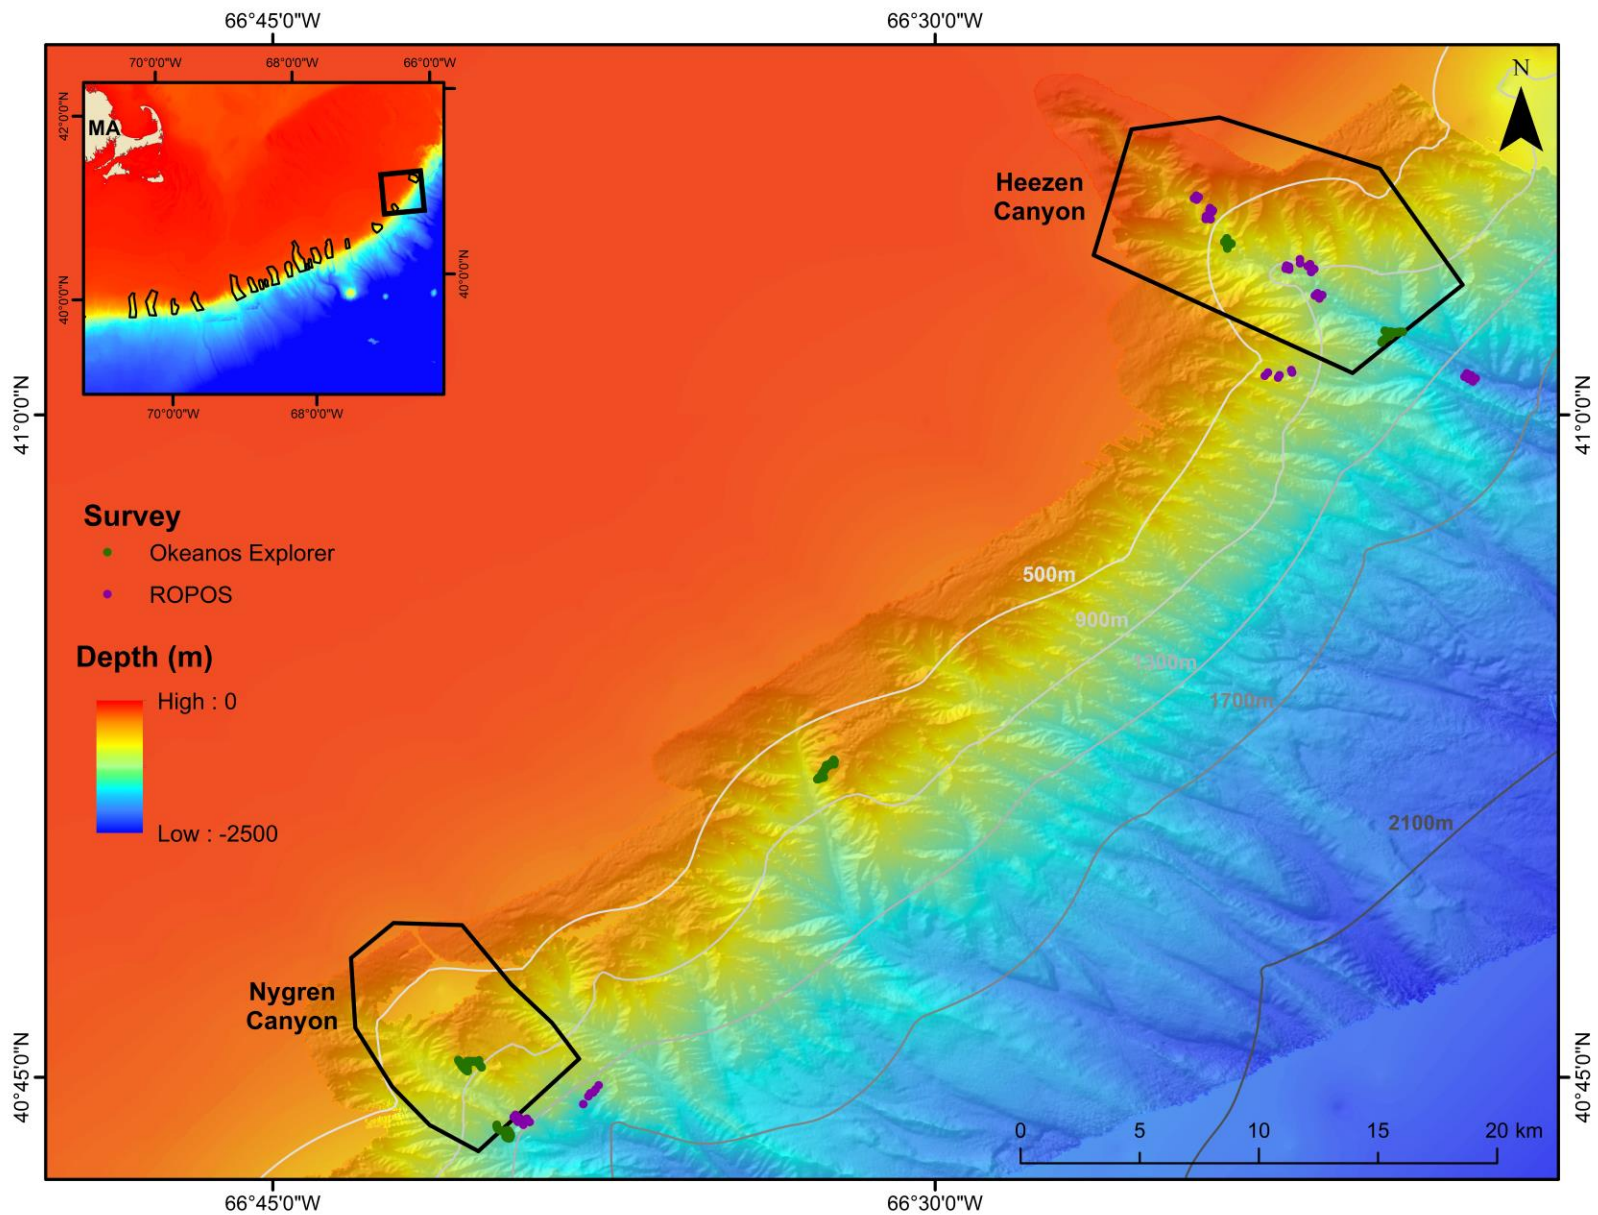 66°45'0"W
66°30'0"W
70°0'0"W
68°0'0"W
66°0'0"W
42°0'0"N
MA
40°0'0"N
40°0'0"N
70°0'0"W
68°0'0"W
N
Heezen
Canyon
41°0'0"N
41°0'0"N
Survey
Okeanos Explorer
ROPOS
500m
900m
1300m
1700m
2100m
Depth (m)
High : 0
Low : -2500
Nygren
Canyon
40°45'0"N
40°45'0"N
0
5
10
15
20 km
66°45'0"W
66°30'0"W